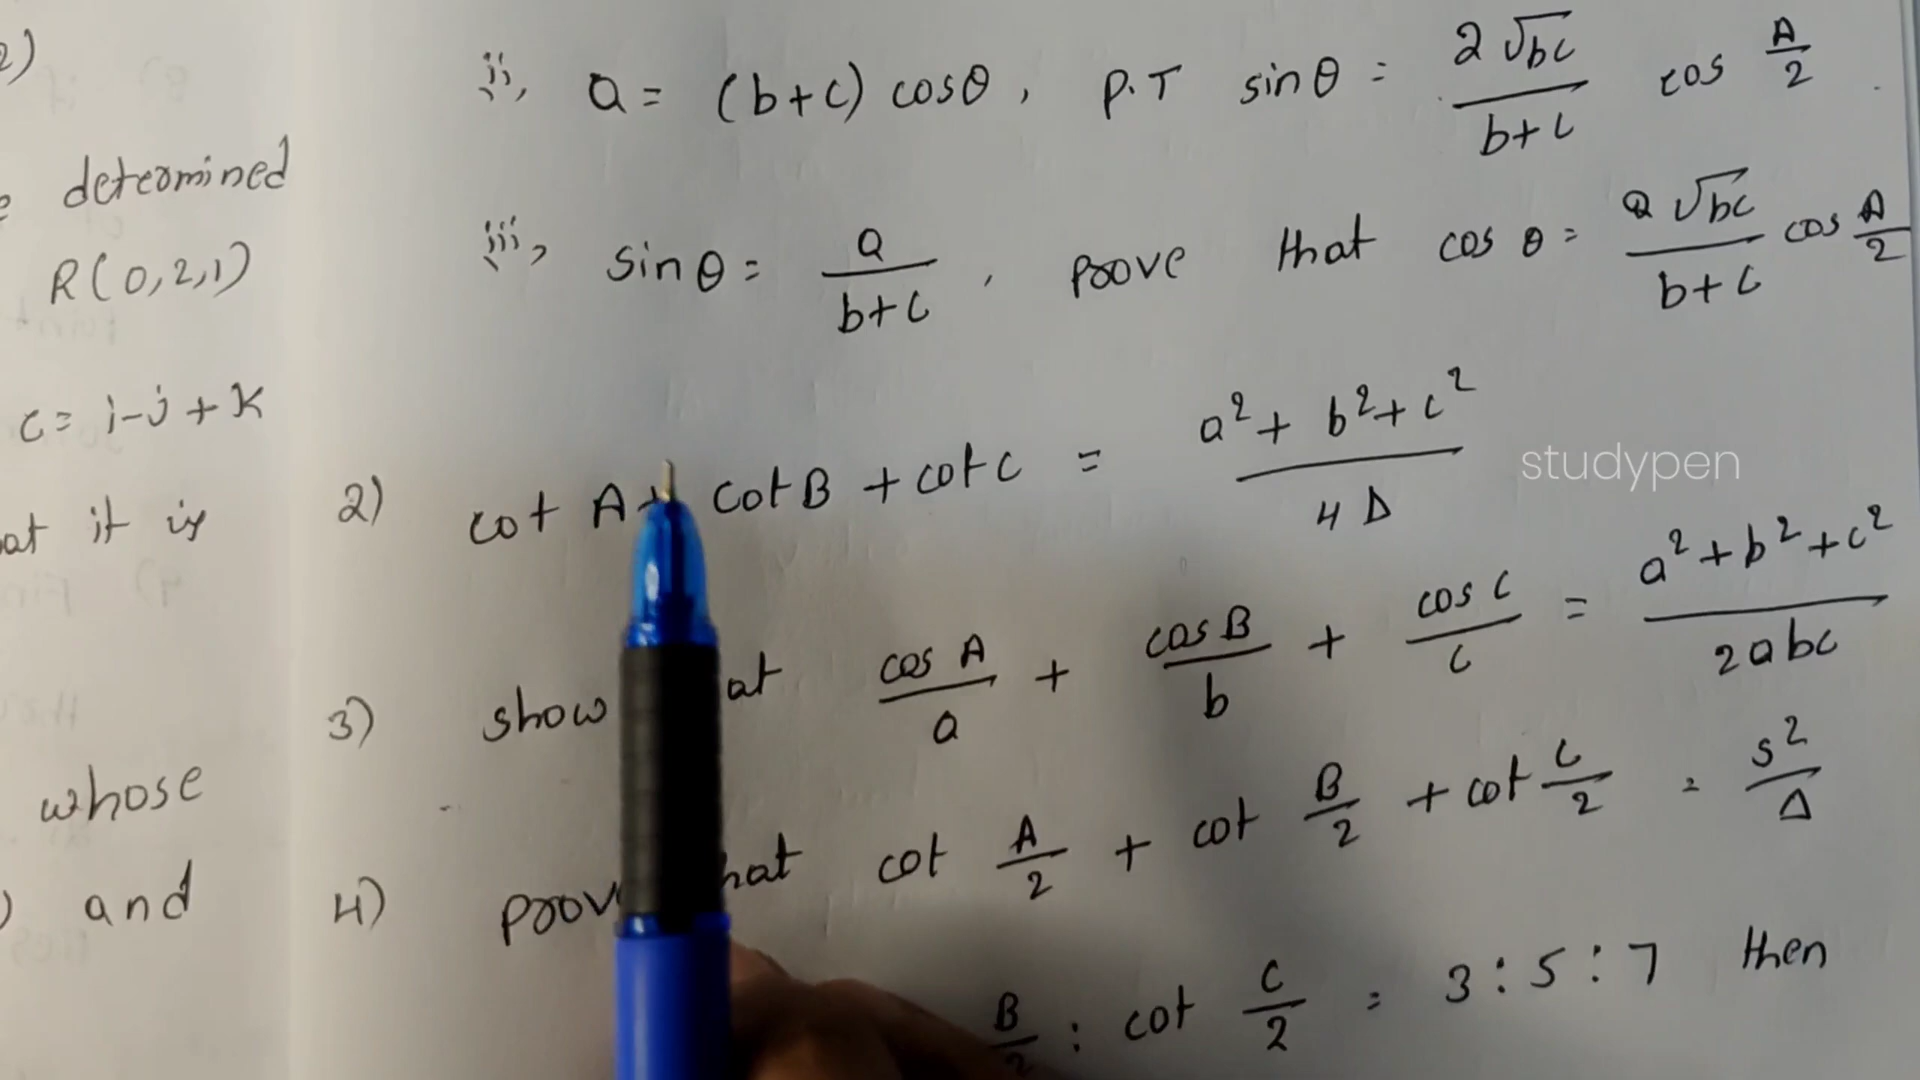 2)
ii, a = (b+c) cosθ, P.T sinθ = 2√bc / b+c cos A/2
determined
R(0,2,1)
iii, sinθ = a / b+c, prove that cos θ = 2√bc / b+c cos A/2
c = i-j+k
2) cot A + cot B + cot C = a² + b² + c² / 4Δ
studypen
at it is
3) show at cos A / a + cos B / b + cos C / c = a² + b² + c² / 2abc
whose
) and
4) prove hat cot A/2 + cot B/2 + cot C/2 = s² / Δ
B/2 : cot C/2 = 3 : 5 : 7 then